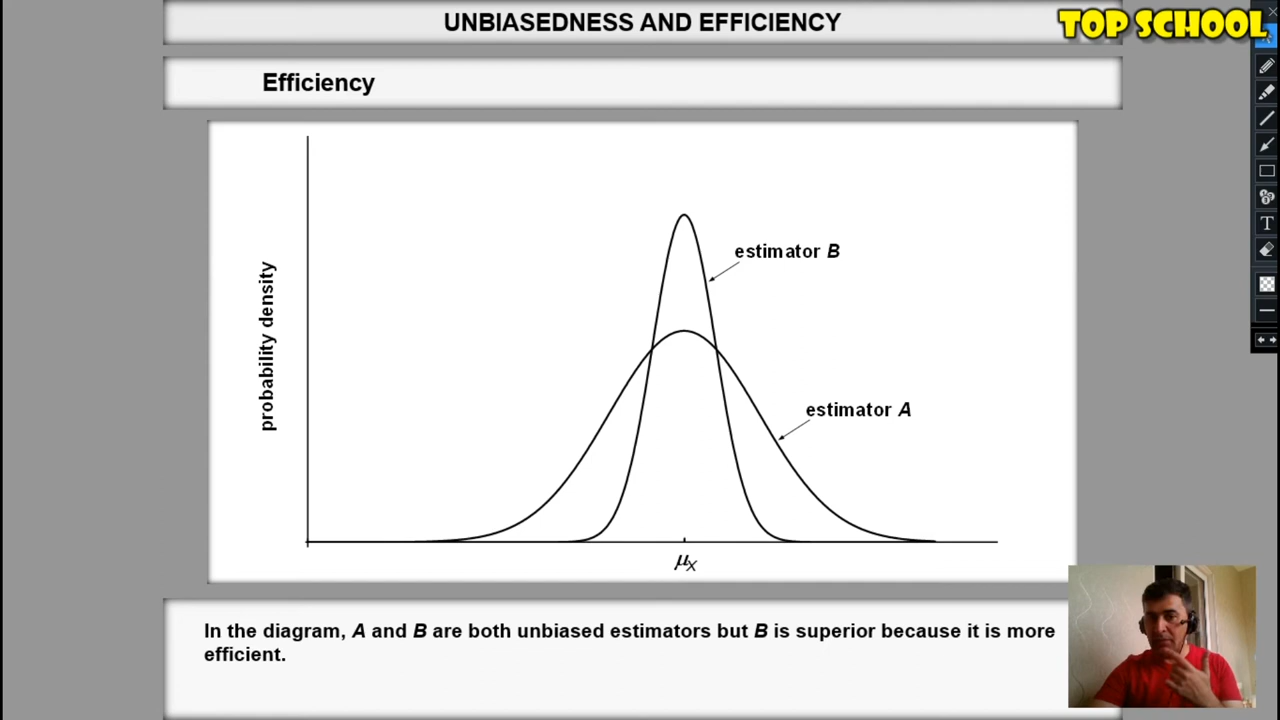 UNBIASEDNESS AND EFFICIENCY
TOP SCHOOL
Efficiency
estimator B
probability density
estimator A
μX
In the diagram, A and B are both unbiased estimators but B is superior because it is more
efficient.
T